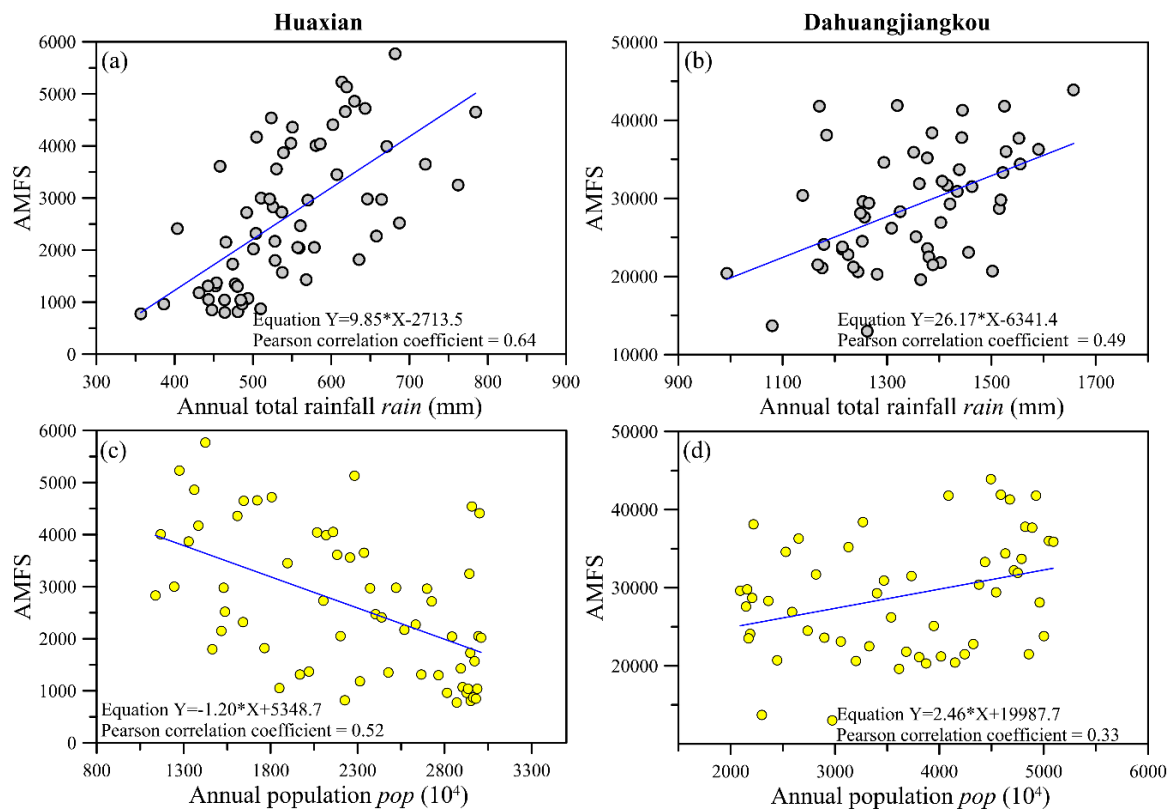 Huaxian
Dahuangjiangkou
(a)
6000
5000
4000
3000
2000
1000
0
AMFS
Equation Y=9.85*X-2713.5
Pearson correlation coefficient = 0.64
300 400 500 600 700 800 900
Annual total rainfall rain (mm)
(b)
50000
40000
30000
20000
10000
AMFS
Equation Y=26.17*X-6341.4
Pearson correlation coefficient = 0.49
900 1100 1300 1500 1700
Annual total rainfall rain (mm)
(c)
6000
5000
4000
3000
2000
1000
0
AMFS
Equation Y=-1.20*X+5348.7
Pearson correlation coefficient = 0.52
800 1300 1800 2300 2800 3300
Annual population pop (10⁴)
(d)
50000
40000
30000
20000
AMFS
Equation Y=2.46*X+19987.7
Pearson correlation coefficient = 0.33
2000 3000 4000 5000 6000
Annual population pop (10⁴)